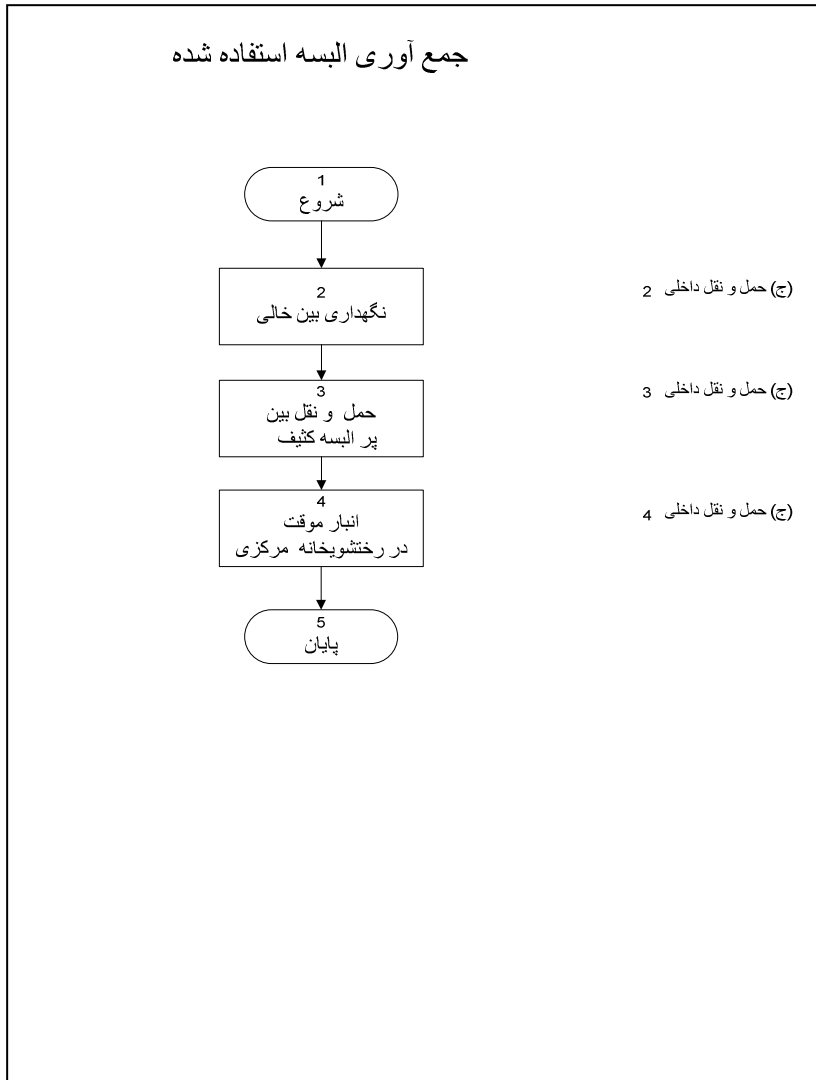 جمع آوری البسه استفاده شده
1
شروع
2
نگهداری بین خالی
(ج) حمل و نقل داخلی 2
3
حمل و نقل بین
پر البسه کثیف
(ج) حمل و نقل داخلی 3
4
انبار موقت
در رختشویخانه مرکزی
(ج) حمل و نقل داخلی 4
5
پایان